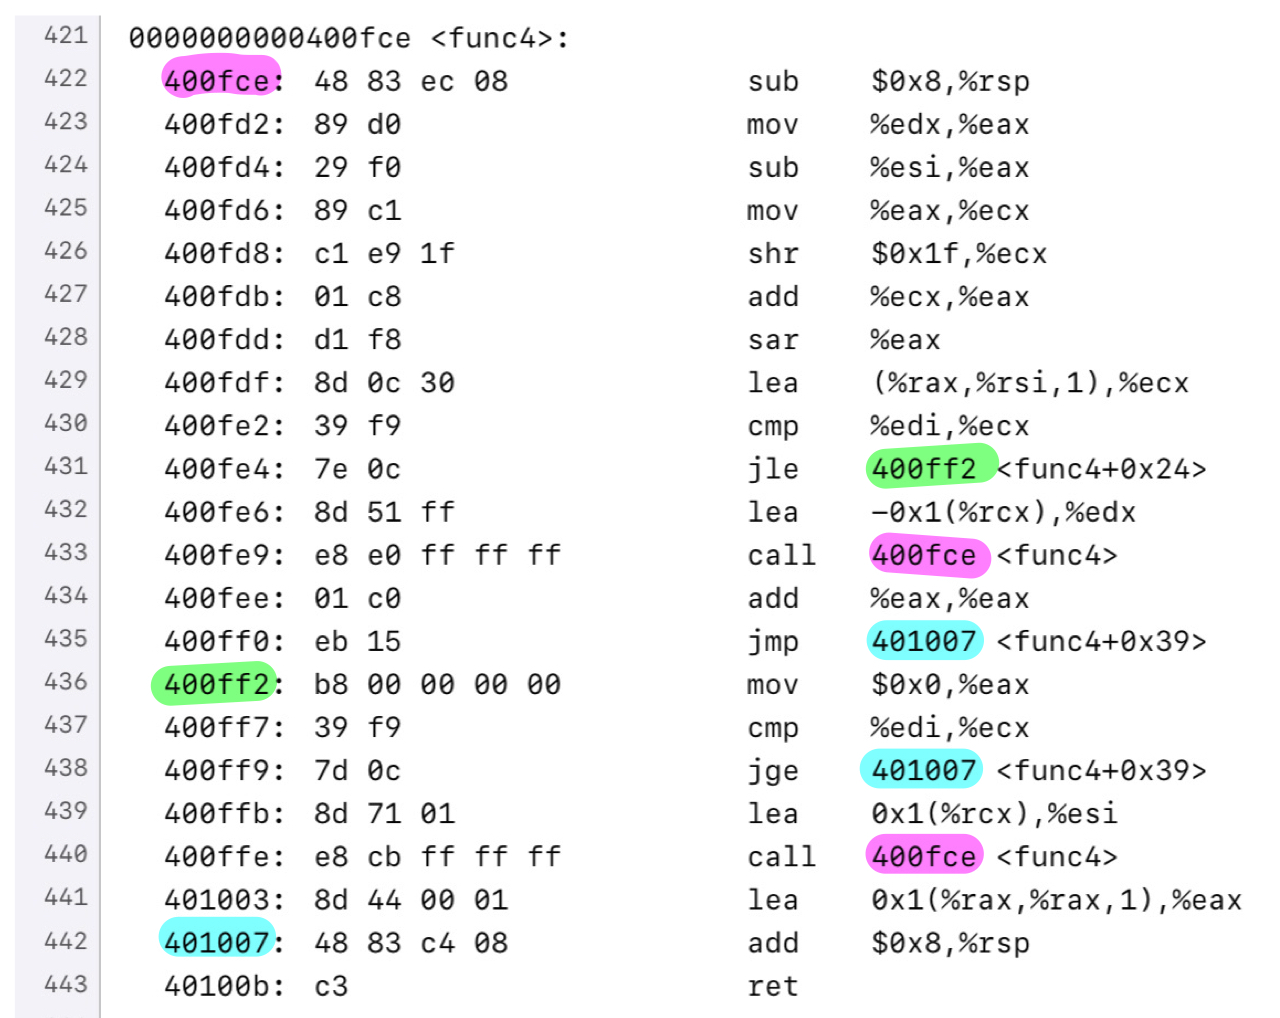 421 0000000000400fce <func4>:
422 400fce: 48 83 ec 08 sub $0x8,%rsp
423 400fd2: 89 d0 mov %edx,%eax
424 400fd4: 29 f0 sub %esi,%eax
425 400fd6: 89 c1 mov %eax,%ecx
426 400fd8: c1 e9 1f shr $0x1f,%ecx
427 400fdb: 01 c8 add %ecx,%eax
428 400fdd: d1 f8 sar %eax
429 400fdf: 8d 0c 30 lea (%rax,%rsi,1),%ecx
430 400fe2: 39 f9 cmp %edi,%ecx
431 400fe4: 7e 0c jle 400ff2 <func4+0x24>
432 400fe6: 8d 51 ff lea -0x1(%rcx),%edx
433 400fe9: e8 e0 ff ff ff call 400fce <func4>
434 400fee: 01 c0 add %eax,%eax
435 400ff0: eb 15 jmp 401007 <func4+0x39>
436 400ff2: b8 00 00 00 00 mov $0x0,%eax
437 400ff7: 39 f9 cmp %edi,%ecx
438 400ff9: 7d 0c jge 401007 <func4+0x39>
439 400ffb: 8d 71 01 lea 0x1(%rcx),%esi
440 400ffe: e8 cb ff ff ff call 400fce <func4>
441 401003: 8d 44 00 01 lea 0x1(%rax,%rax,1),%eax
442 401007: 48 83 c4 08 add $0x8,%rsp
443 40100b: c3 ret